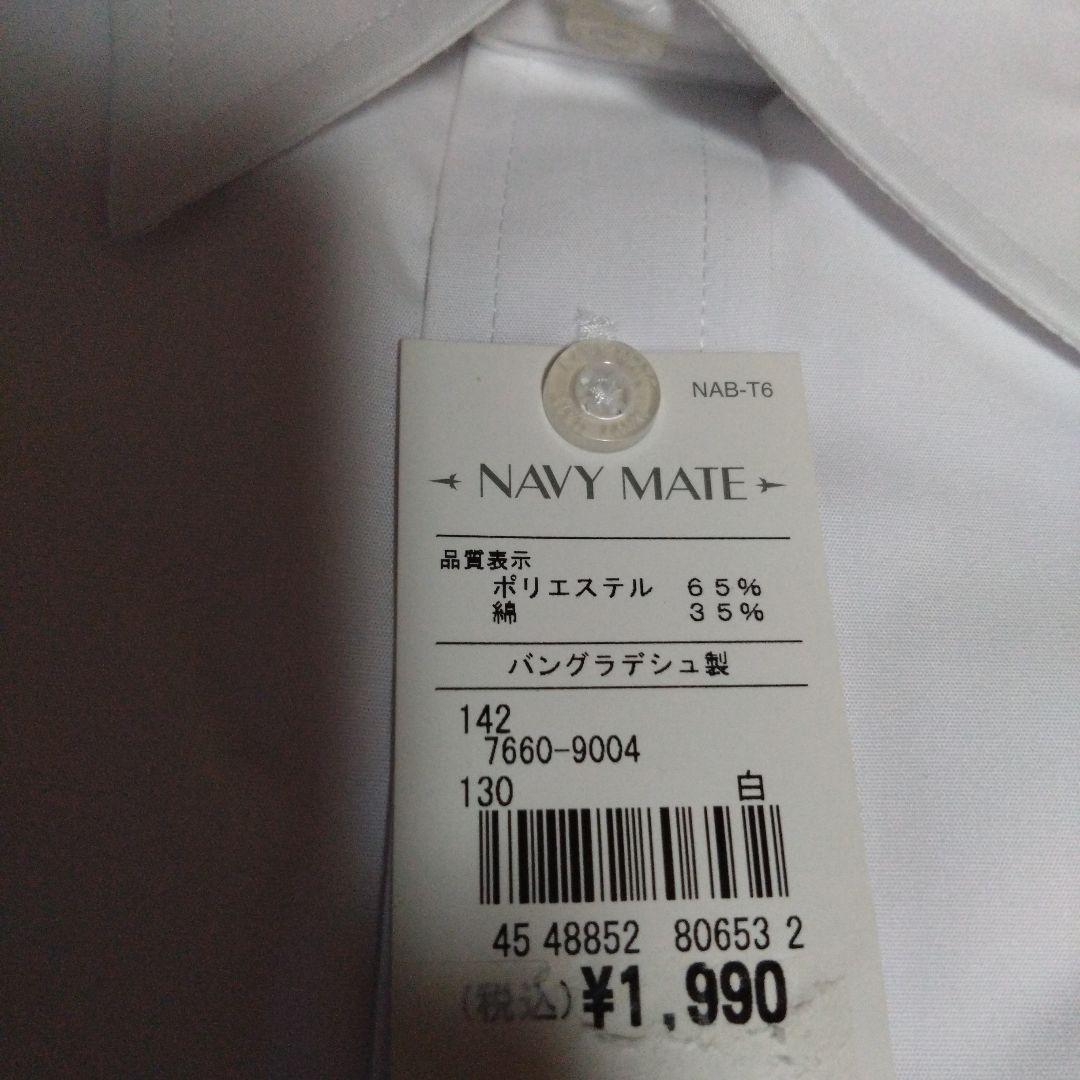 NAB-T6
NAVY MATE
品質表示
ポリエステル 65%
綿 35%
バングラデシュ製
142
7660-9004
130 白
45 48852 80653 2
(税込)¥1,990